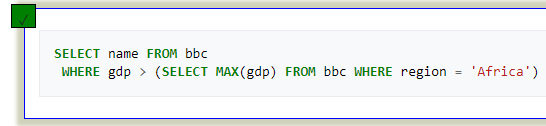 SELECT name FROM bbc
WHERE gdp > (SELECT MAX(gdp) FROM bbc WHERE region = 'Africa')